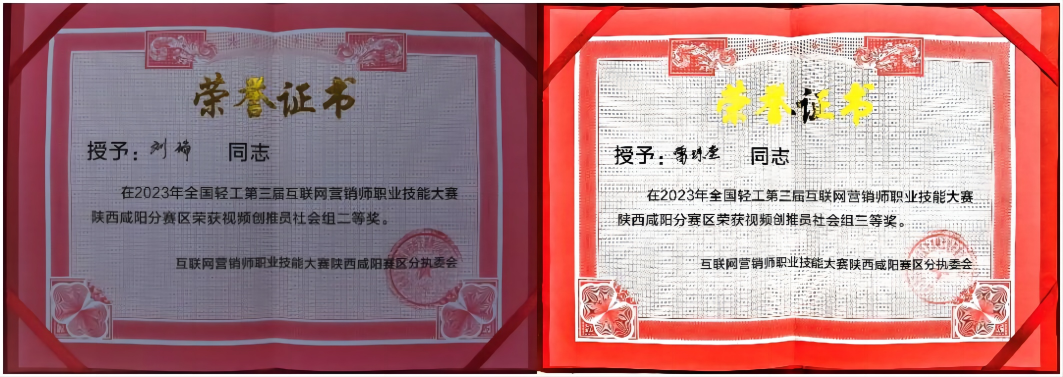 荣誉证书
授予：刘 同志
在2023年全国轻工第三届互联网营销师职业技能大赛
陕西咸阳分赛区荣获视频创推员社会组二等奖。
互联网营销师职业技能大赛陕西咸阳赛区分执委会
荣誉证书
授予： 同志
在2023年全国轻工第三届互联网营销师职业技能大赛
陕西咸阳分赛区荣获视频创推员社会组三等奖。
互联网营销师职业技能大赛陕西咸阳赛区分执委会